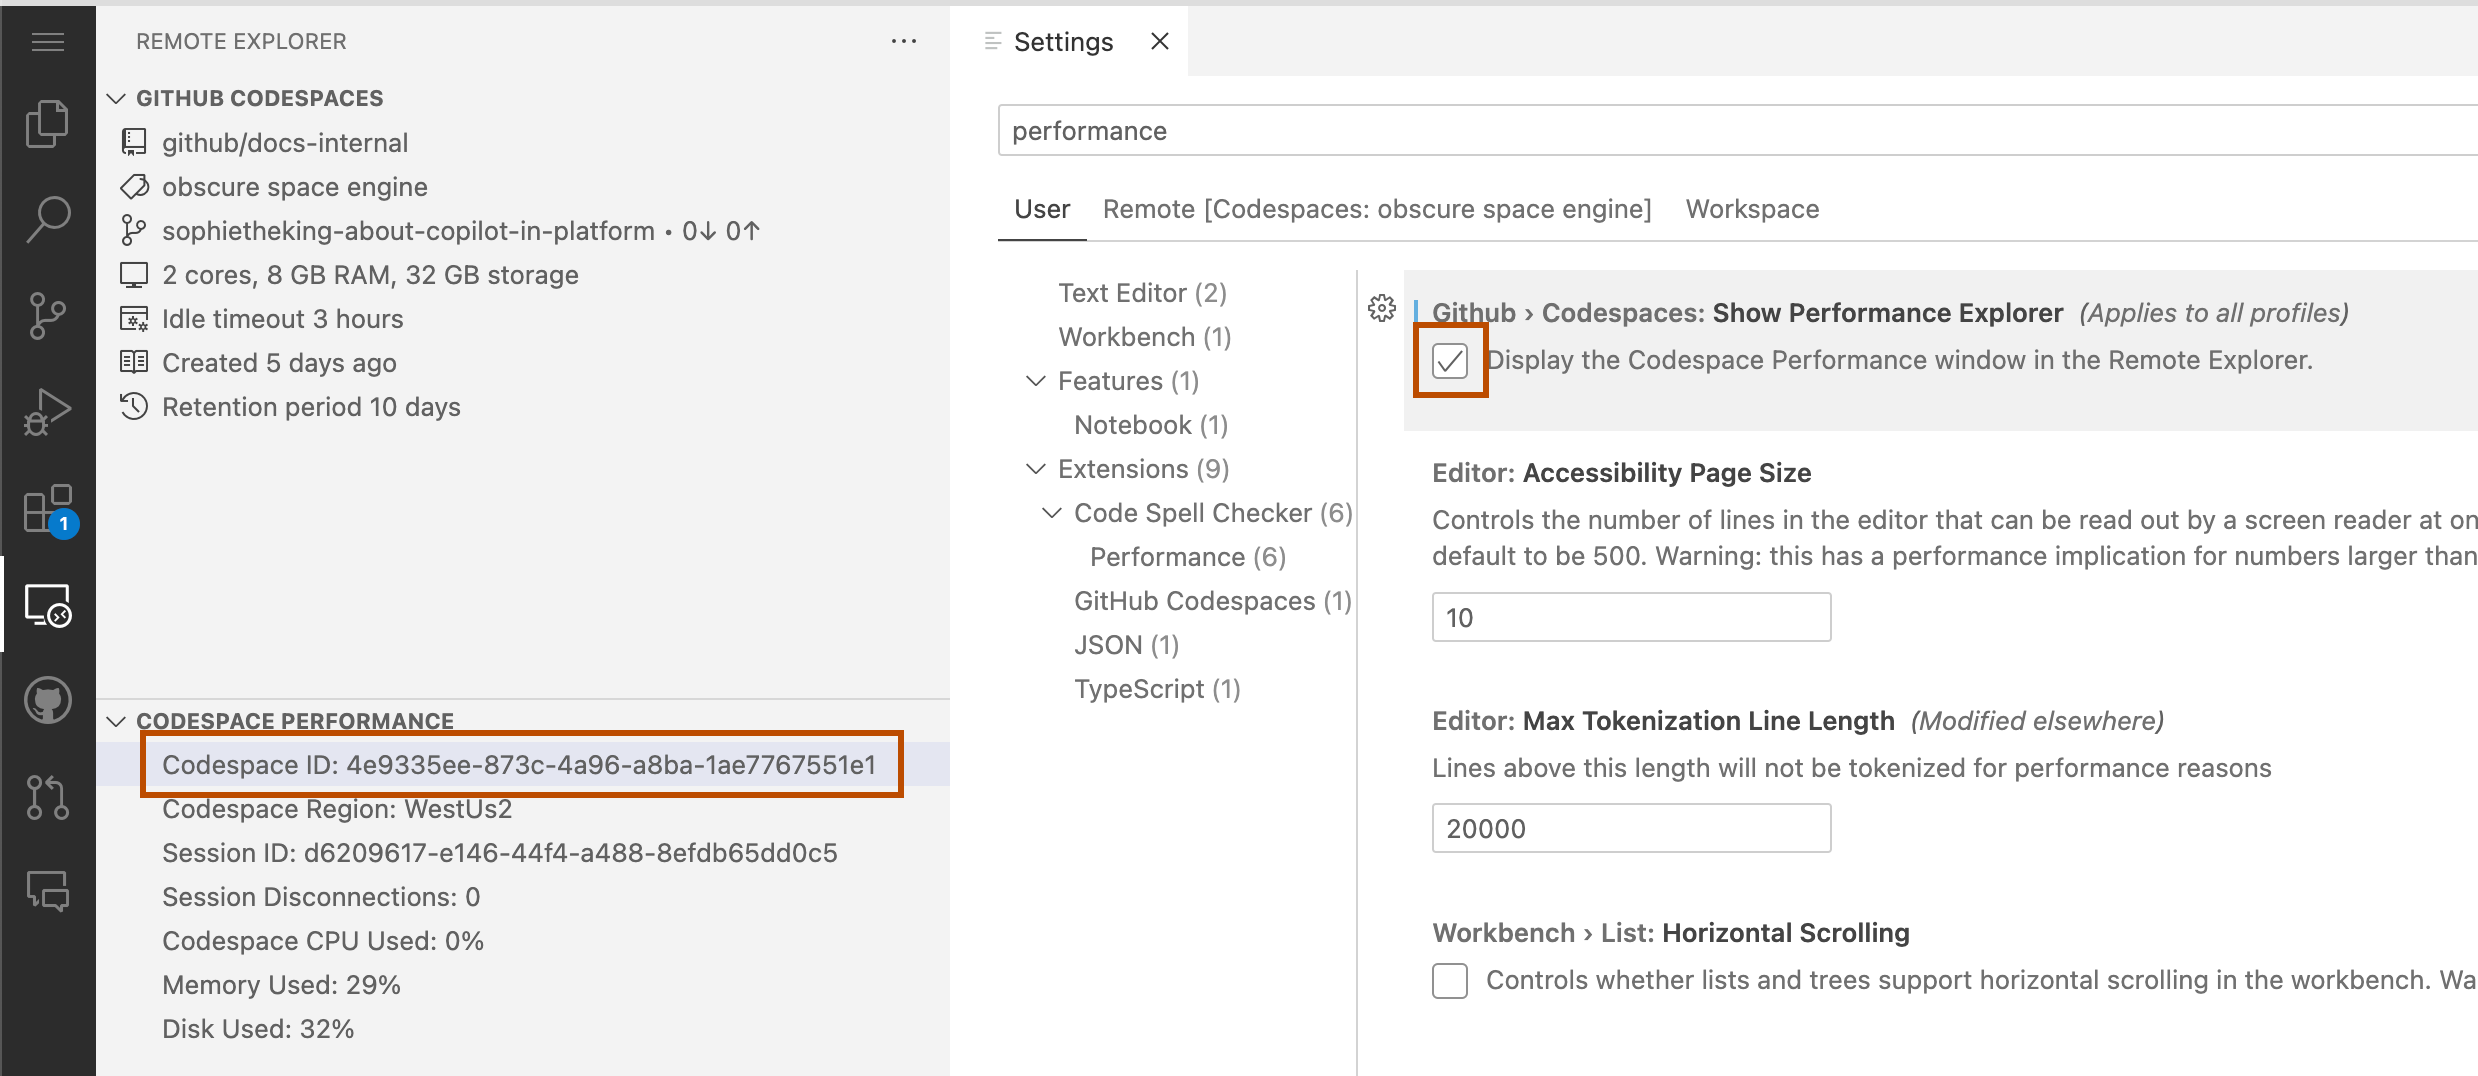 REMOTE EXPLORER
GITHUB CODESPACES
github/docs-internal
obscure space engine
sophietheking-about-copilot-in-platform • 0↓ 0↑
2 cores, 8 GB RAM, 32 GB storage
Idle timeout 3 hours
Created 5 days ago
Retention period 10 days
1
CODESPACE PERFORMANCE
Codespace ID: 4e9335ee-873c-4a96-a8ba-1ae7767551e1
Codespace Region: WestUs2
Session ID: d6209617-e146-44f4-a488-8efdb65dd0c5
Session Disconnections: 0
Codespace CPU Used: 0%
Memory Used: 29%
Disk Used: 32%
Settings
performance
User Remote [Codespaces: obscure space engine] Workspace
Text Editor (2)
Workbench (1)
Features (1)
Notebook (1)
Extensions (9)
Code Spell Checker (6)
Performance (6)
GitHub Codespaces (1)
JSON (1)
TypeScript (1)
Github › Codespaces: Show Performance Explorer (Applies to all profiles)
Display the Codespace Performance window in the Remote Explorer.
Editor: Accessibility Page Size
Controls the number of lines in the editor that can be read out by a screen reader at on
default to be 500. Warning: this has a performance implication for numbers larger than
10
Editor: Max Tokenization Line Length (Modified elsewhere)
Lines above this length will not be tokenized for performance reasons
20000
Workbench › List: Horizontal Scrolling
Controls whether lists and trees support horizontal scrolling in the workbench. Wa